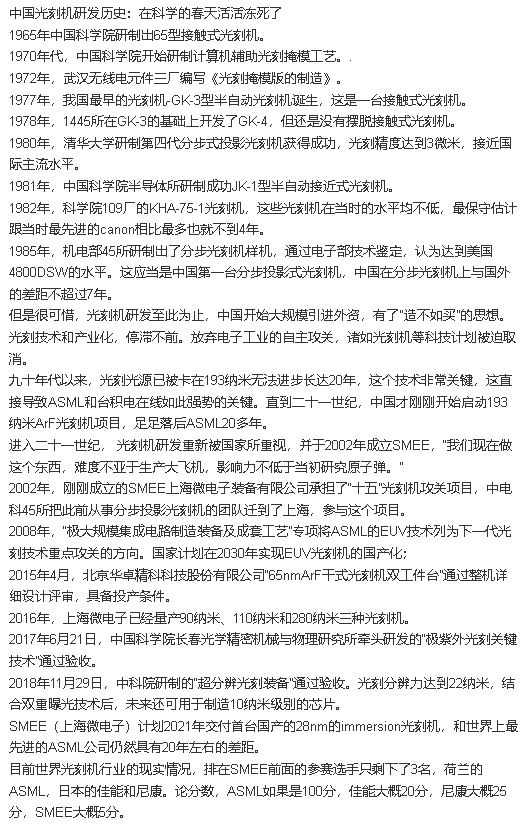 中国光刻机研发历史：在科学的春天活活冻死了
1965年中国科学院研制出65型接触式光刻机。
1970年代，中国科学院开始研制计算机辅助光刻掩模工艺。.
1972年，武汉无线电元件三厂编写《光刻掩模版的制造》。
1977年，我国最早的光刻机-GK-3型半自动光刻机诞生，这是一台接触式光刻机。
1978年，1445所在GK-3的基础上开发了GK-4，但还是没有摆脱接触式光刻机。
1980年，清华大学研制第四代分步式投影光刻机获得成功，光刻精度达到3微米，接近国
际主流水平。
1981年，中国科学院半导体所研制成功JK-1型半自动接近式光刻机。
1982年，科学院109厂的KHA-75-1光刻机，这些光刻机在当时的水平均不低，最保守估计
跟当时最先进的canon相比最多也就不到4年。
1985年，机电部45所研制出了分步光刻机样机，通过电子部技术鉴定，认为达到美国
4800DSW的水平。这应当是中国第一台分步投影式光刻机，中国在分步光刻机上与国外
的差距不超过7年。
但是很可惜，光刻机研发至此为止，中国开始大规模引进外资，有了"造不如买"的思想。
光刻技术和产业化，停滞不前。放弃电子工业的自主攻关，诸如光刻机等科技计划被迫取
消。
九十年代以来，光刻光源已被卡在193纳米无法进步长达20年，这个技术非常关键，这直
接导致ASML和台积电在线如此强势的关键。直到二十一世纪，中国才刚刚开始启动193
纳米ArF光刻机项目，足足落后ASML20多年。
进入二十一世纪，光刻机研发重新被国家所重视，并于2002年成立SMEE，"我们现在做
这个东西，难度不亚于生产大飞机，影响力不低于当初研究原子弹。"
2002年，刚刚成立的SMEE上海微电子装备有限公司承担了"十五"光刻机攻关项目，中电
科45所把此前从事分步投影光刻机的团队迁到了上海，参与这个项目。
2008年，"极大规模集成电路制造装备及成套工艺"专项将ASML的EUV技术列为下一代光
刻技术重点攻关的方向。国家计划在2030年实现EUV光刻机的国产化；
2015年4月，北京华卓精科科技股份有限公司"65nmArF干式光刻机双工件台"通过整机详
细设计评审，具备投产条件。
2016年，上海微电子已经量产90纳米、110纳米和280纳米三种光刻机。
2017年6月21日，中国科学院长春光学精密机械与物理研究所牵头研发的"极紫外光刻关键
技术"通过验收。
2018年11月29日，中科院研制的"超分辨光刻装备"通过验收。光刻分辨力达到22纳米，结
合双重曝光技术后，未来还可用于制造10纳米级别的芯片。
SMEE（上海微电子）计划2021年交付首台国产的28nm的immersion光刻机，和世界上最
先进的ASML公司仍然具有20年左右的差距。
目前世界光刻机行业的现实情况，排在SMEE前面的参赛选手只剩下了3名，荷兰的
ASML，日本的佳能和尼康。论分数，ASML如果是100分，佳能大概20分，尼康大概25
分，SMEE大概5分。